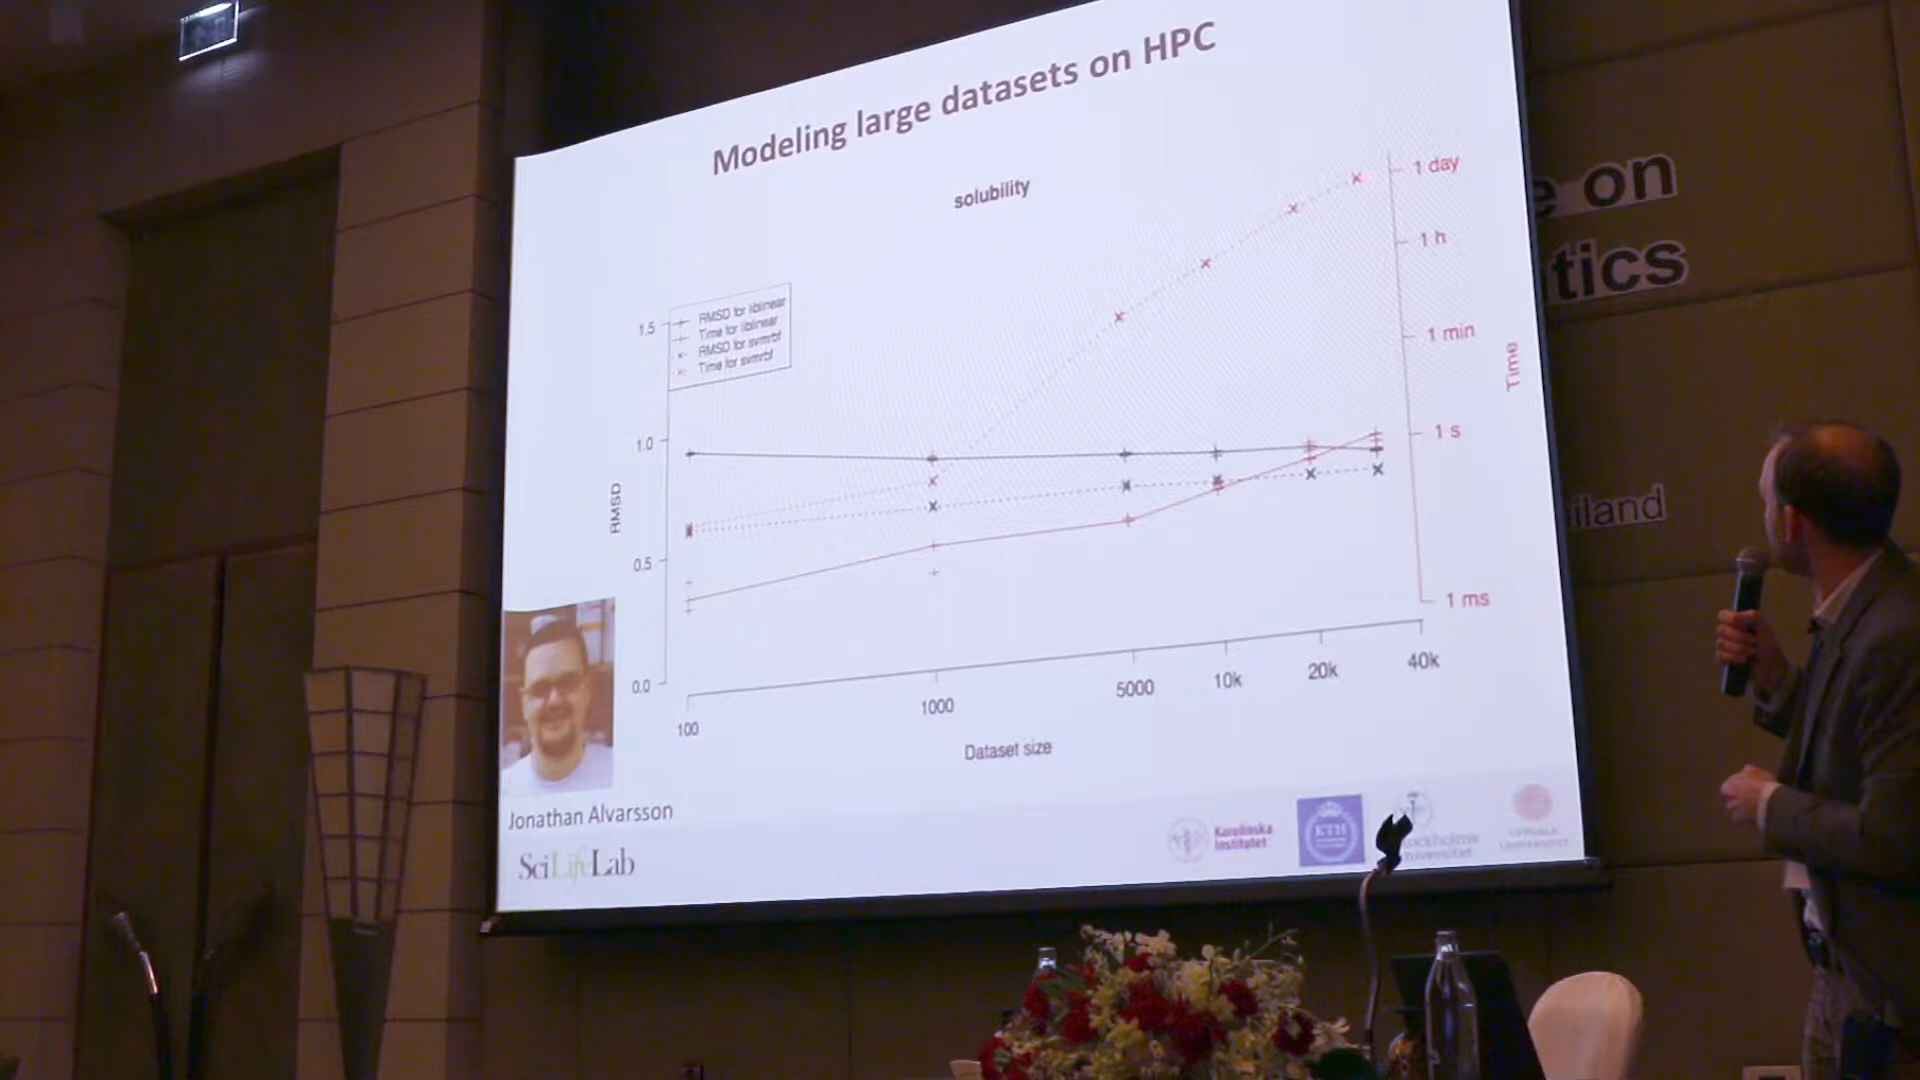 Modeling large datasets on HPC
solubility
RMSD for liblinear
Time for liblinear
RMSD for svmrbf
Time for svmrbf
1.5
1.0
0.5
0.0
RMSD
1 day
1 h
1 min
1 s
1 ms
Time
100
1000
5000
10k
20k
40k
Dataset size
Jonathan Alvarsson
SciLifeLab
Karolinska
Institutet
KTH
UPPSALA
UNIVERSITET
e on
tics
iland